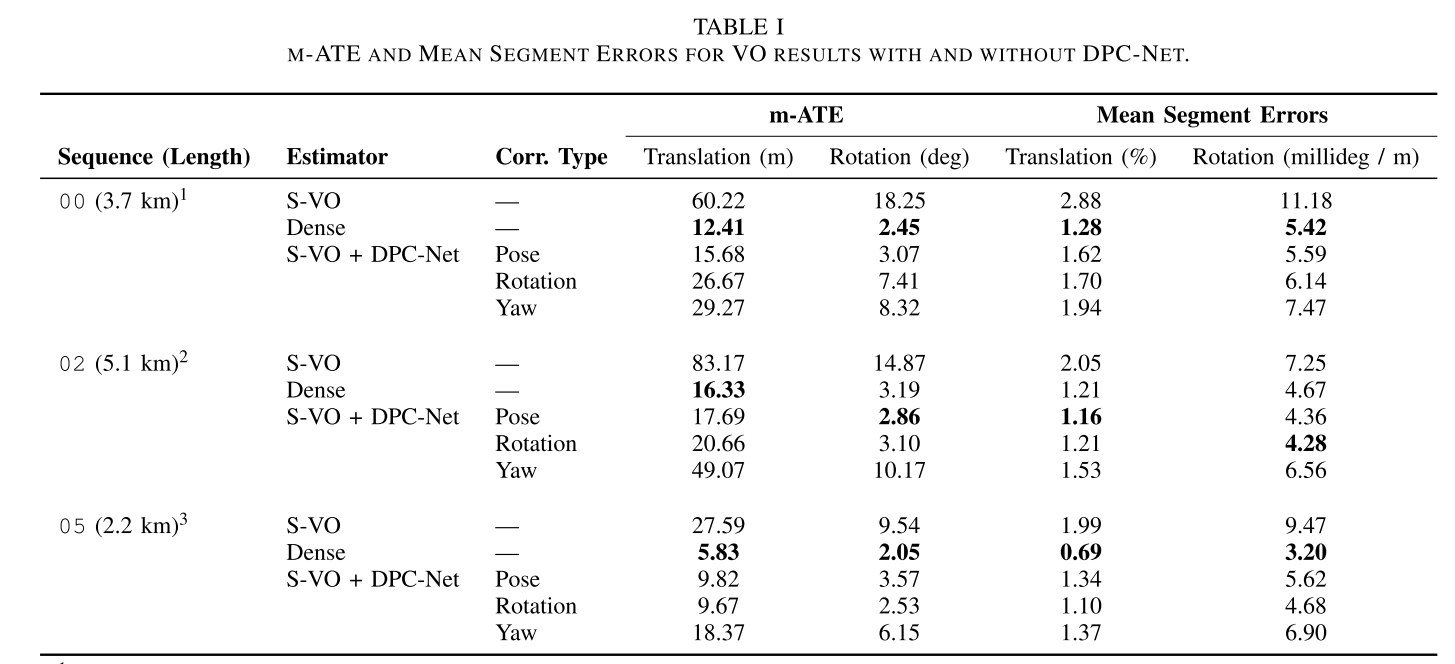 TABLE I
M-ATE AND MEAN SEGMENT ERRORS FOR VO RESULTS WITH AND WITHOUT DPC-NET.
m-ATE Mean Segment Errors
Sequence (Length) Estimator Corr. Type Translation (m) Rotation (deg) Translation (%) Rotation (millideg / m)
00 (3.7 km)1 S-VO — 60.22 18.25 2.88 11.18
Dense — 12.41 2.45 1.28 5.42
S-VO + DPC-Net Pose 15.68 3.07 1.62 5.59
Rotation 26.67 7.41 1.70 6.14
Yaw 29.27 8.32 1.94 7.47
02 (5.1 km)2 S-VO — 83.17 14.87 2.05 7.25
Dense — 16.33 3.19 1.21 4.67
S-VO + DPC-Net Pose 17.69 2.86 1.16 4.36
Rotation 20.66 3.10 1.21 4.28
Yaw 49.07 10.17 1.53 6.56
05 (2.2 km)3 S-VO — 27.59 9.54 1.99 9.47
Dense — 5.83 2.05 0.69 3.20
S-VO + DPC-Net Pose 9.82 3.57 1.34 5.62
Rotation 9.67 2.53 1.10 4.68
Yaw 18.37 6.15 1.37 6.90